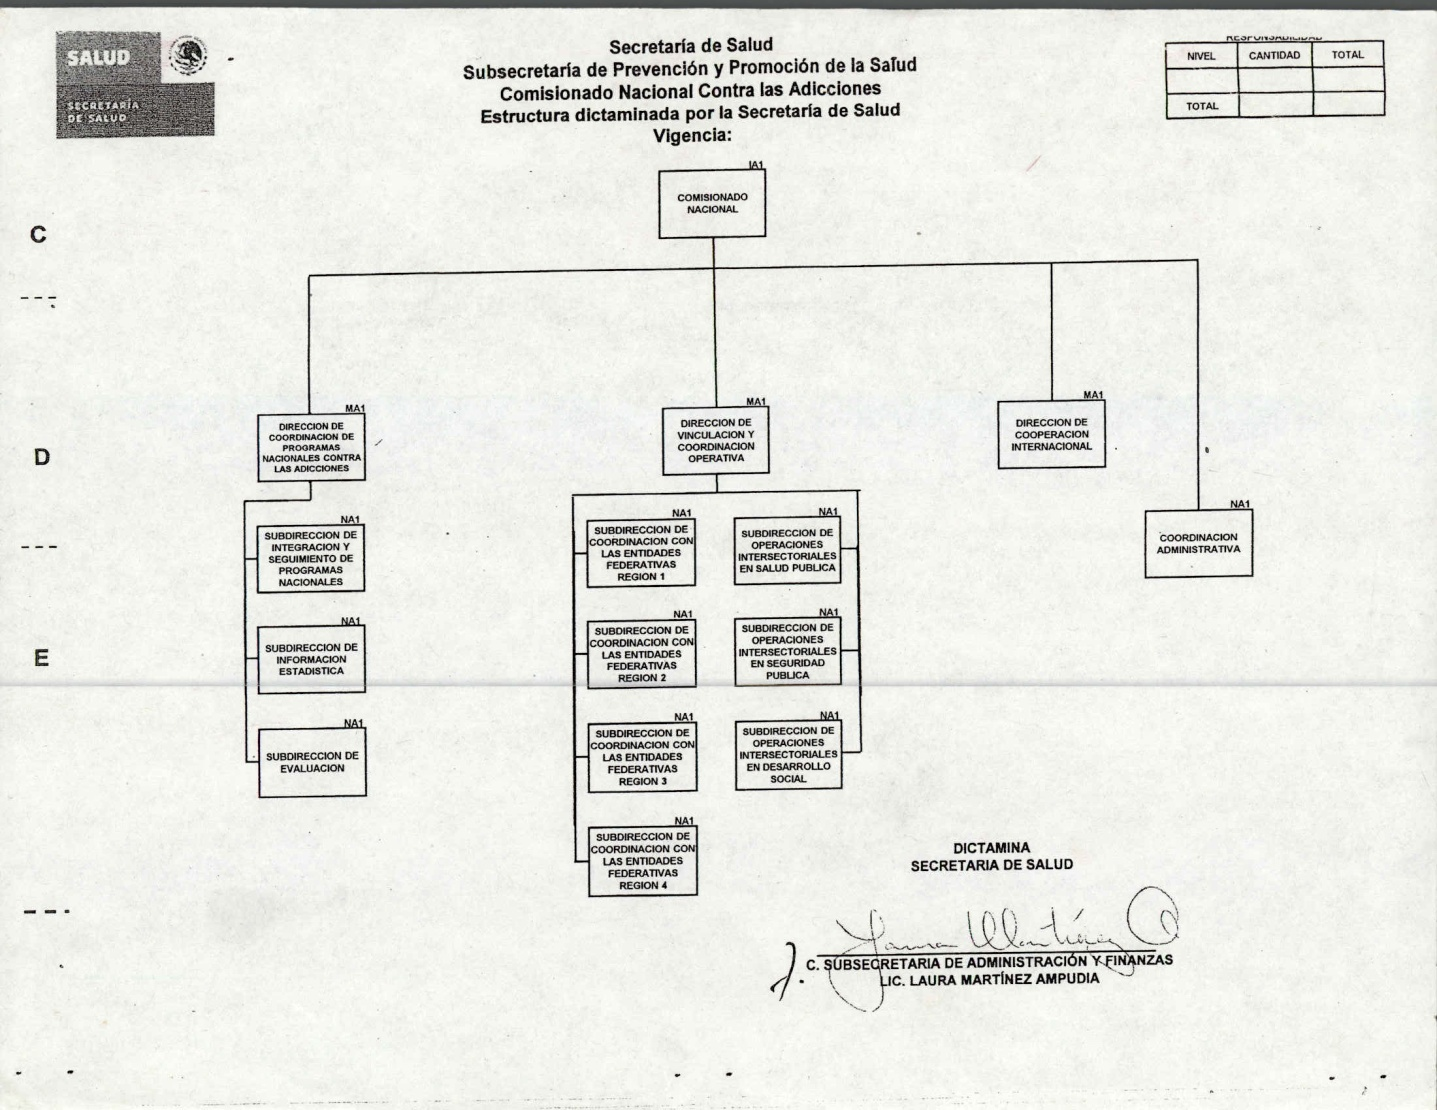 SALUD
SECRETARÍA
DE SALUD
Secretaría de Salud
Subsecretaría de Prevención y Promoción de la Salud
Comisionado Nacional Contra las Adicciones
Estructura dictaminada por la Secretaría de Salud
Vigencia:
RESPONSABILIDAD
NIVEL CANTIDAD TOTAL
TOTAL
IA1
COMISIONADO
NACIONAL
C
D
E
MA1
DIRECCION DE
COORDINACION DE
PROGRAMAS
NACIONALES CONTRA
LAS ADICCIONES
MA1
DIRECCION DE
VINCULACION Y
COORDINACION
OPERATIVA
MA1
DIRECCION DE
COOPERACION
INTERNACIONAL
NA1
COORDINACION
ADMINISTRATIVA
NA1
SUBDIRECCION DE
INTEGRACION Y
SEGUIMIENTO DE
PROGRAMAS
NACIONALES
NA1
SUBDIRECCION DE
INFORMACION
ESTADISTICA
NA1
SUBDIRECCION DE
EVALUACION
NA1
SUBDIRECCION DE
COORDINACION CON
LAS ENTIDADES
FEDERATIVAS
REGION 1
NA1
SUBDIRECCION DE
COORDINACION CON
LAS ENTIDADES
FEDERATIVAS
REGION 2
NA1
SUBDIRECCION DE
COORDINACION CON
LAS ENTIDADES
FEDERATIVAS
REGION 3
NA1
SUBDIRECCION DE
COORDINACION CON
LAS ENTIDADES
FEDERATIVAS
REGION 4
NA1
SUBDIRECCION DE
OPERACIONES
INTERSECTORIALES
EN SALUD PUBLICA
NA1
SUBDIRECCION DE
OPERACIONES
INTERSECTORIALES
EN SEGURIDAD
PUBLICA
NA1
SUBDIRECCION DE
OPERACIONES
INTERSECTORIALES
EN DESARROLLO
SOCIAL
DICTAMINA
SECRETARIA DE SALUD
Laura Martínez A
C. SUBSECRETARIA DE ADMINISTRACIÓN Y FINANZAS
LIC. LAURA MARTÍNEZ AMPUDIA